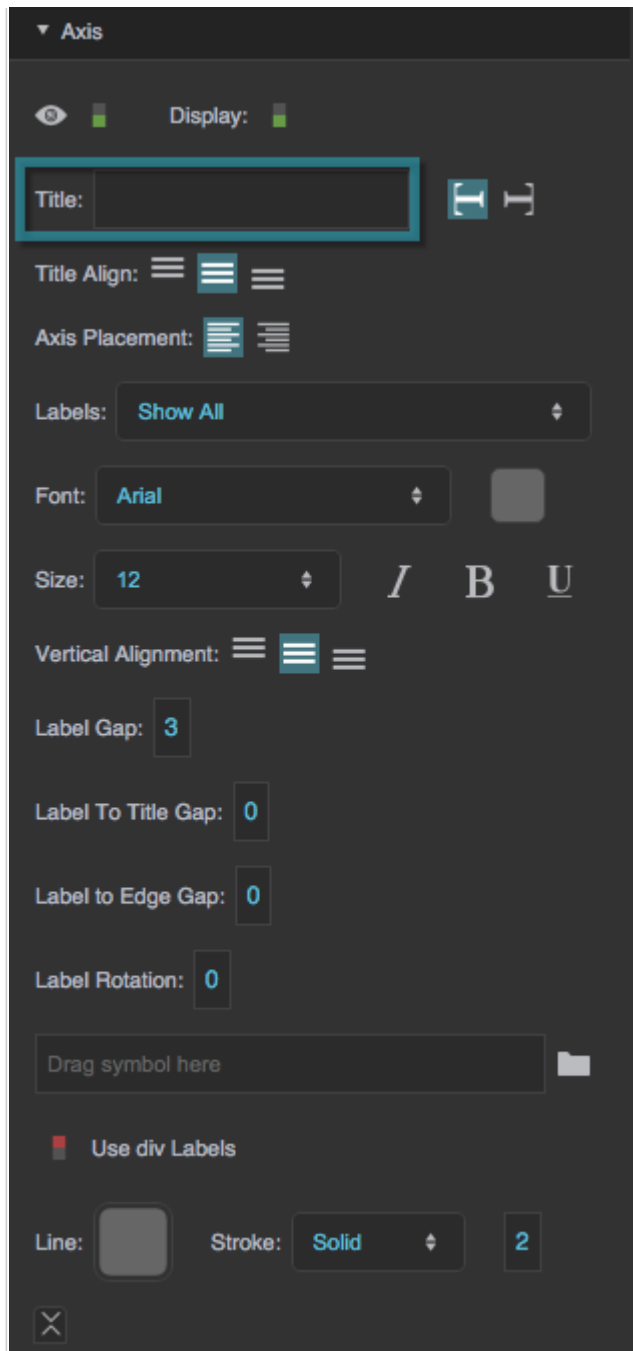 Axis
Display:
Title:
Title Align:
Axis Placement:
Labels: Show All
Font: Arial
Size: 12 I B U
Vertical Alignment:
Label Gap: 3
Label To Title Gap: 0
Label to Edge Gap: 0
Label Rotation: 0
Drag symbol here
Use div Labels
Line: Stroke: Solid 2